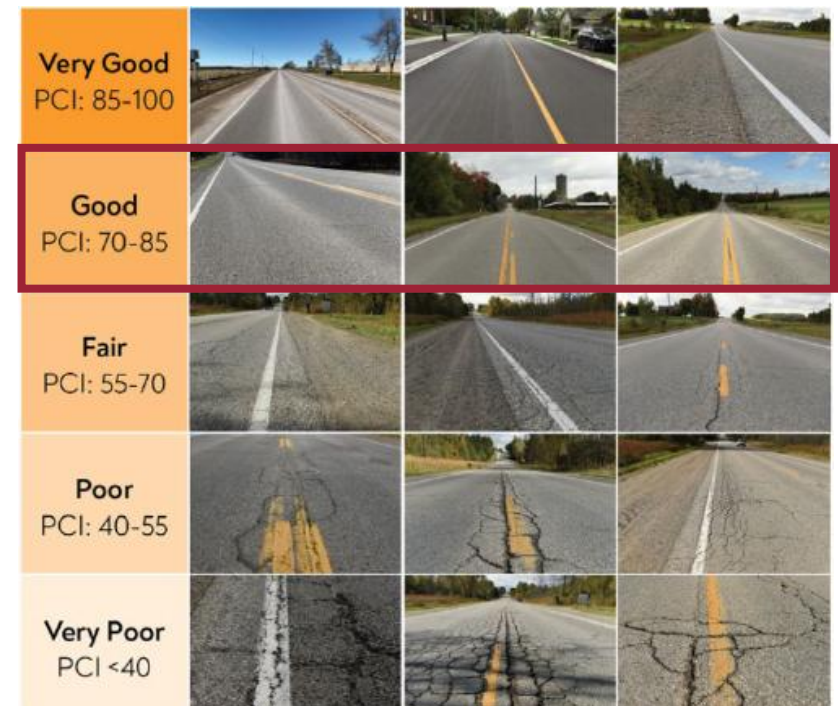 Very Good
PCI: 85-100
Good
PCI: 70-85
Fair
PCI: 55-70
Poor
PCI: 40-55
Very Poor
PCI <40